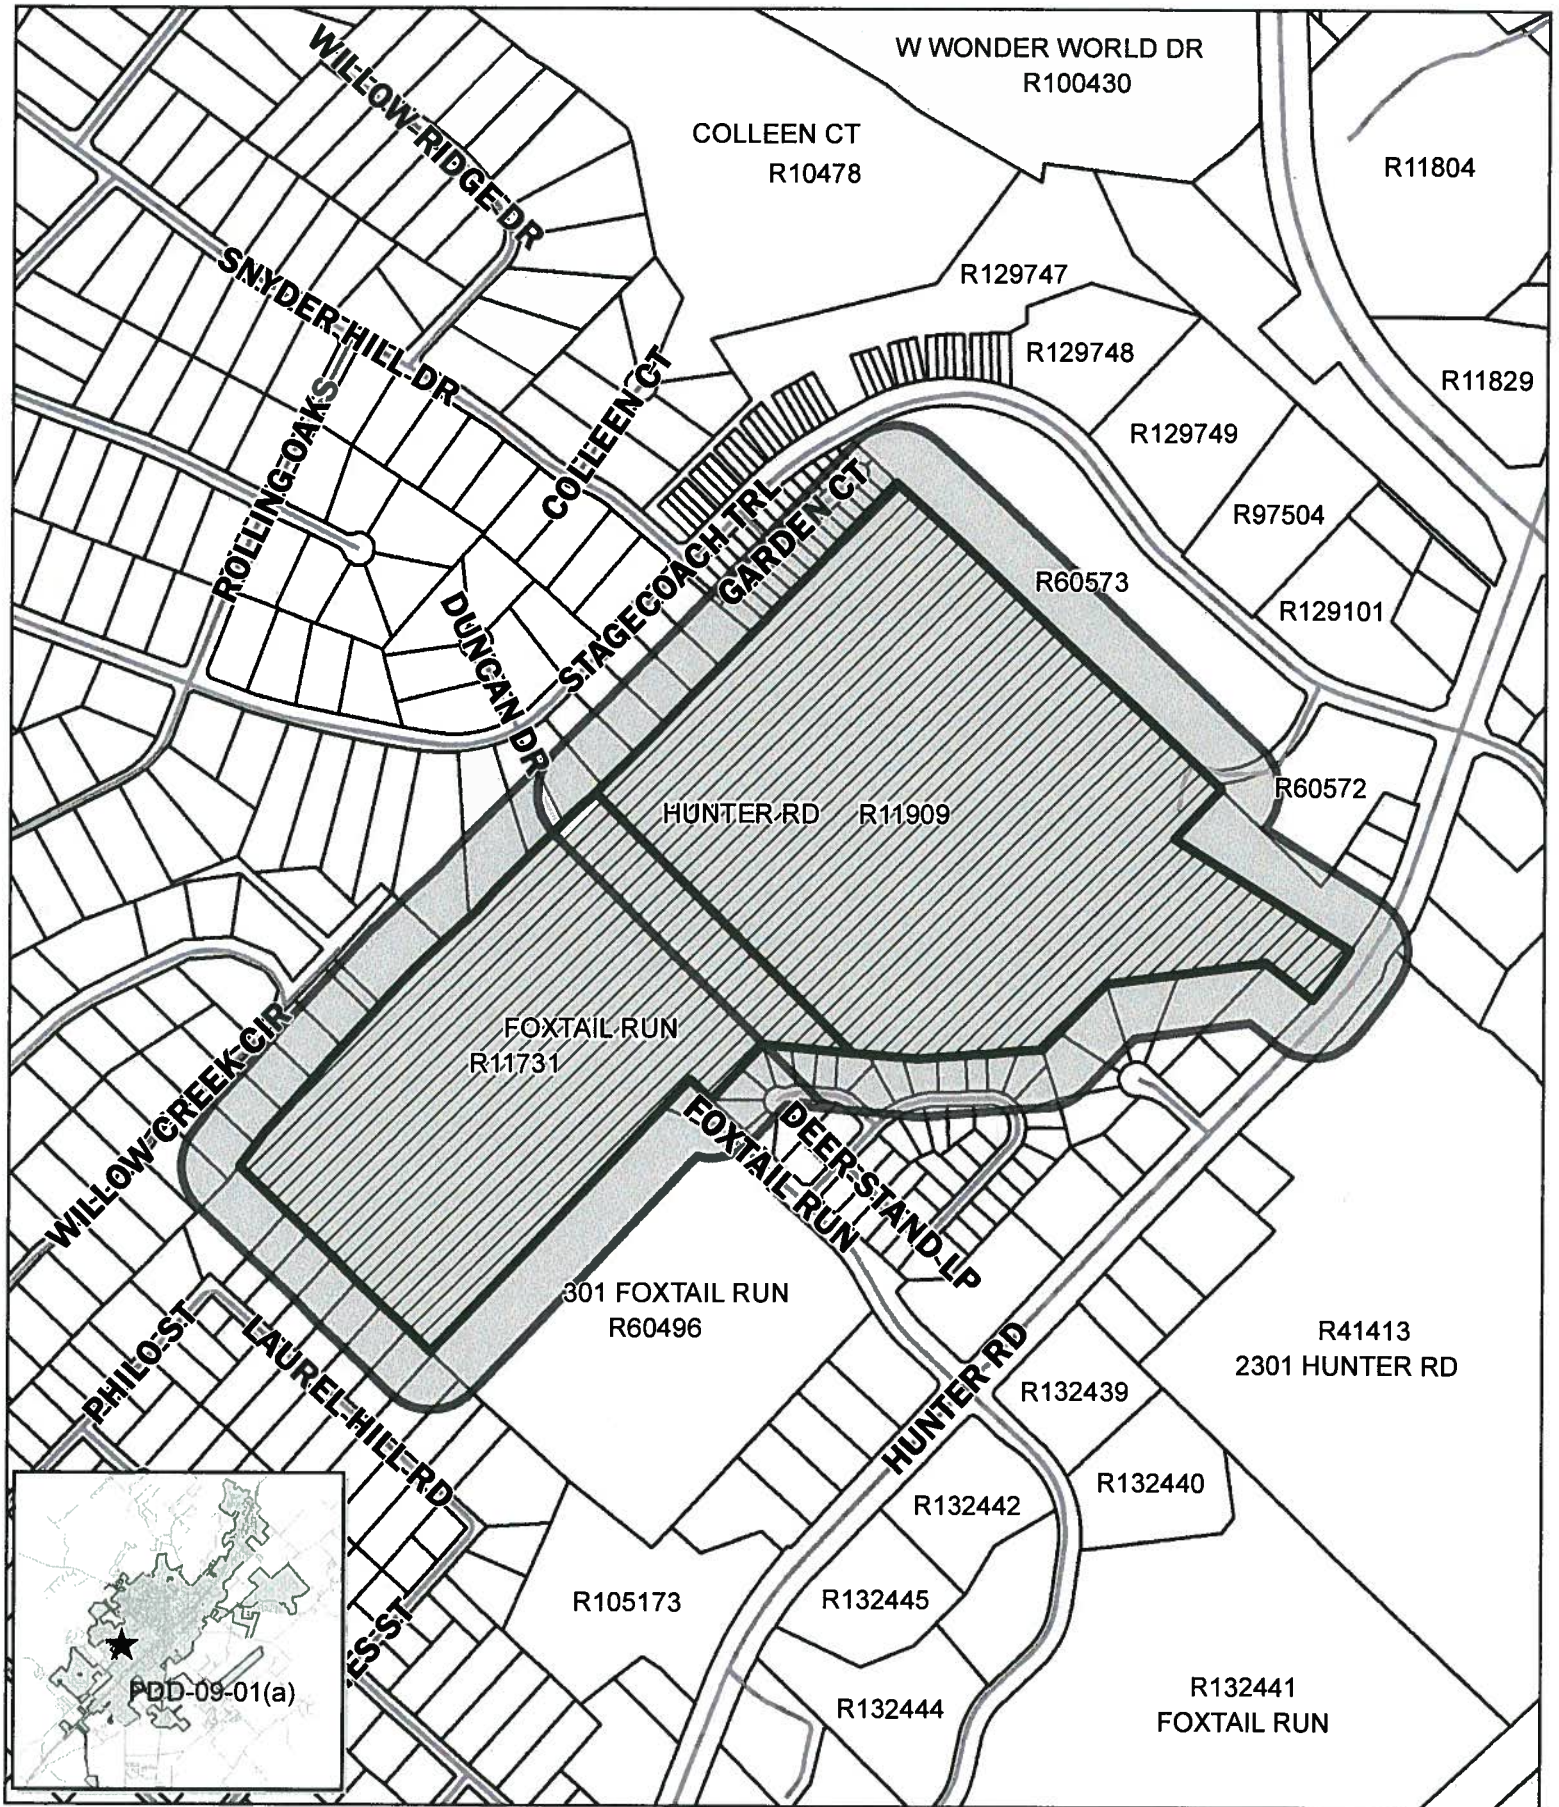 W WONDER WORLD DR
R100430
WILLOW RIDGE DR
COLLEEN CT
R10478
R11804
SNYDER HILL DR
R129747
R129748
R11829
COLLEEN CT
ROLLING OAKS
R129749
STAGECOACH TRL
GARDEN CT
R97504
R60573
R129101
DUNCAN DR
R60572
HUNTER RD R11909
FOXTAIL RUN
R11731
WILLOW CREEK CIR
FOXTAIL RUN
DEER STAND LP
301 FOXTAIL RUN
R60496
PHILO ST
LAUREL HILL RD
HUNTER RD
R41413
2301 HUNTER RD
R132439
R132440
R132442
R105173
R132445
ES ST
PDD-09-01(a)
R132444
R132441
FOXTAIL RUN